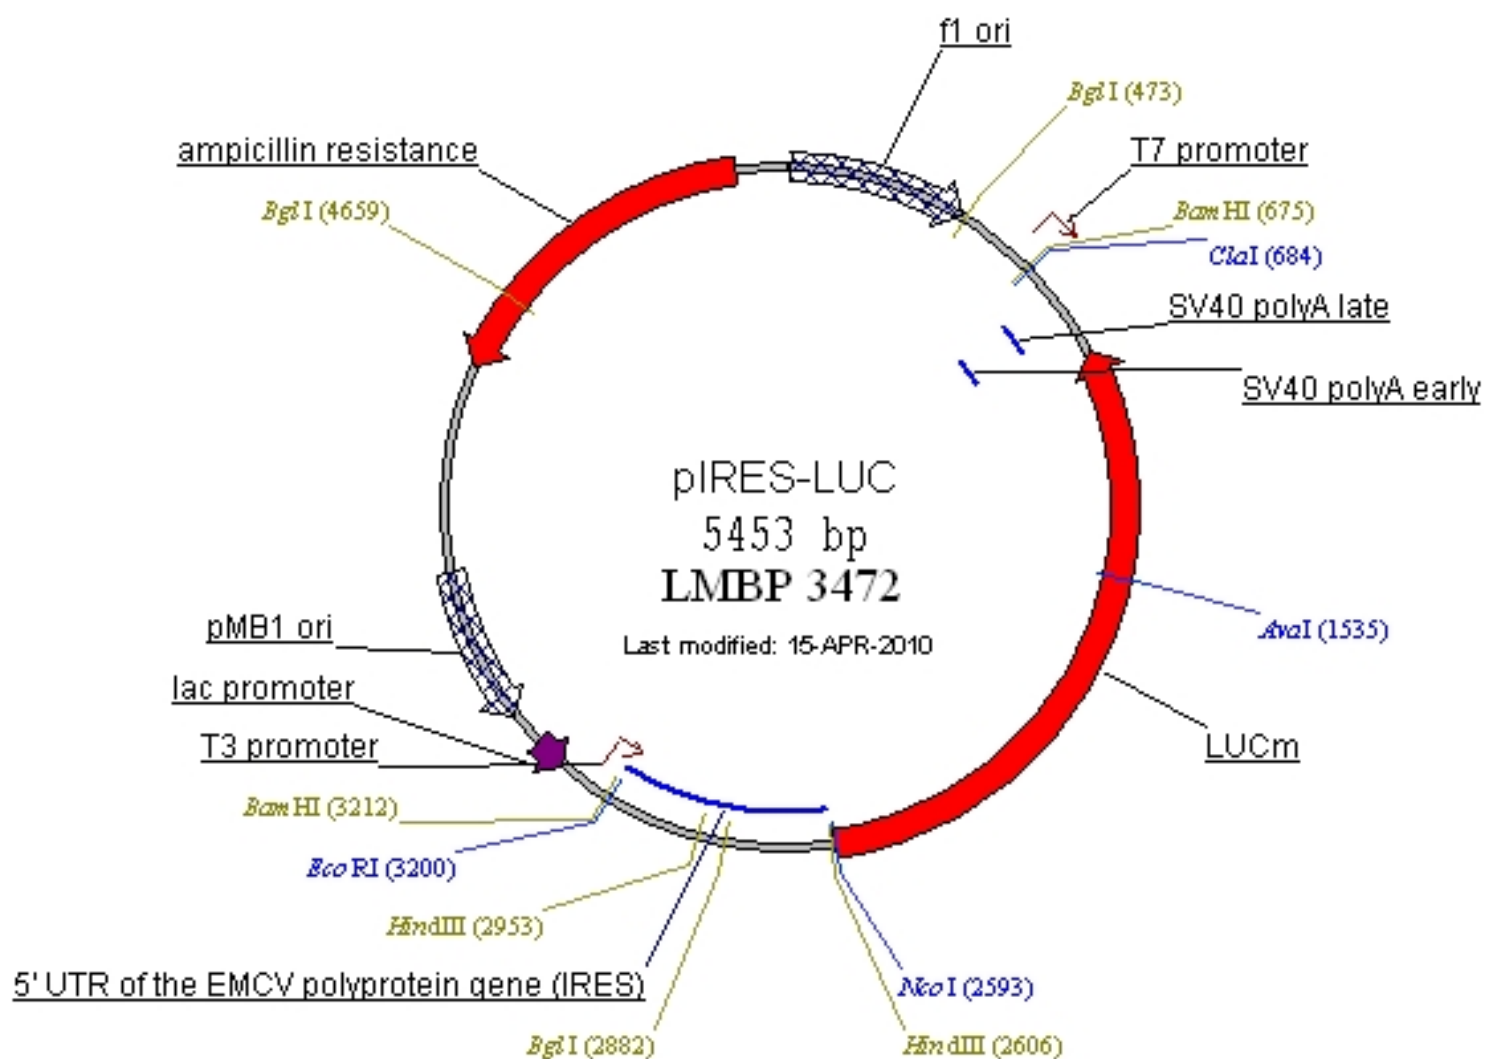 f1 ori
BglI (473)
ampicillin resistance
T7 promoter
BglI (4659)
BamHI (675)
ClaI (684)
SV40 polyA late
SV40 polyA early
pIRES-LUC
5453 bp
LMBP 3472
Last modified: 15-APR-2010
pMB1 ori
AvaI (1535)
lac promoter
T3 promoter
LUCm
BamHI (3212)
EcoRI (3200)
HindIII (2953)
5' UTR of the EMCV polyprotein gene (IRES)
NcoI (2593)
BglI (2882)
HindIII (2606)